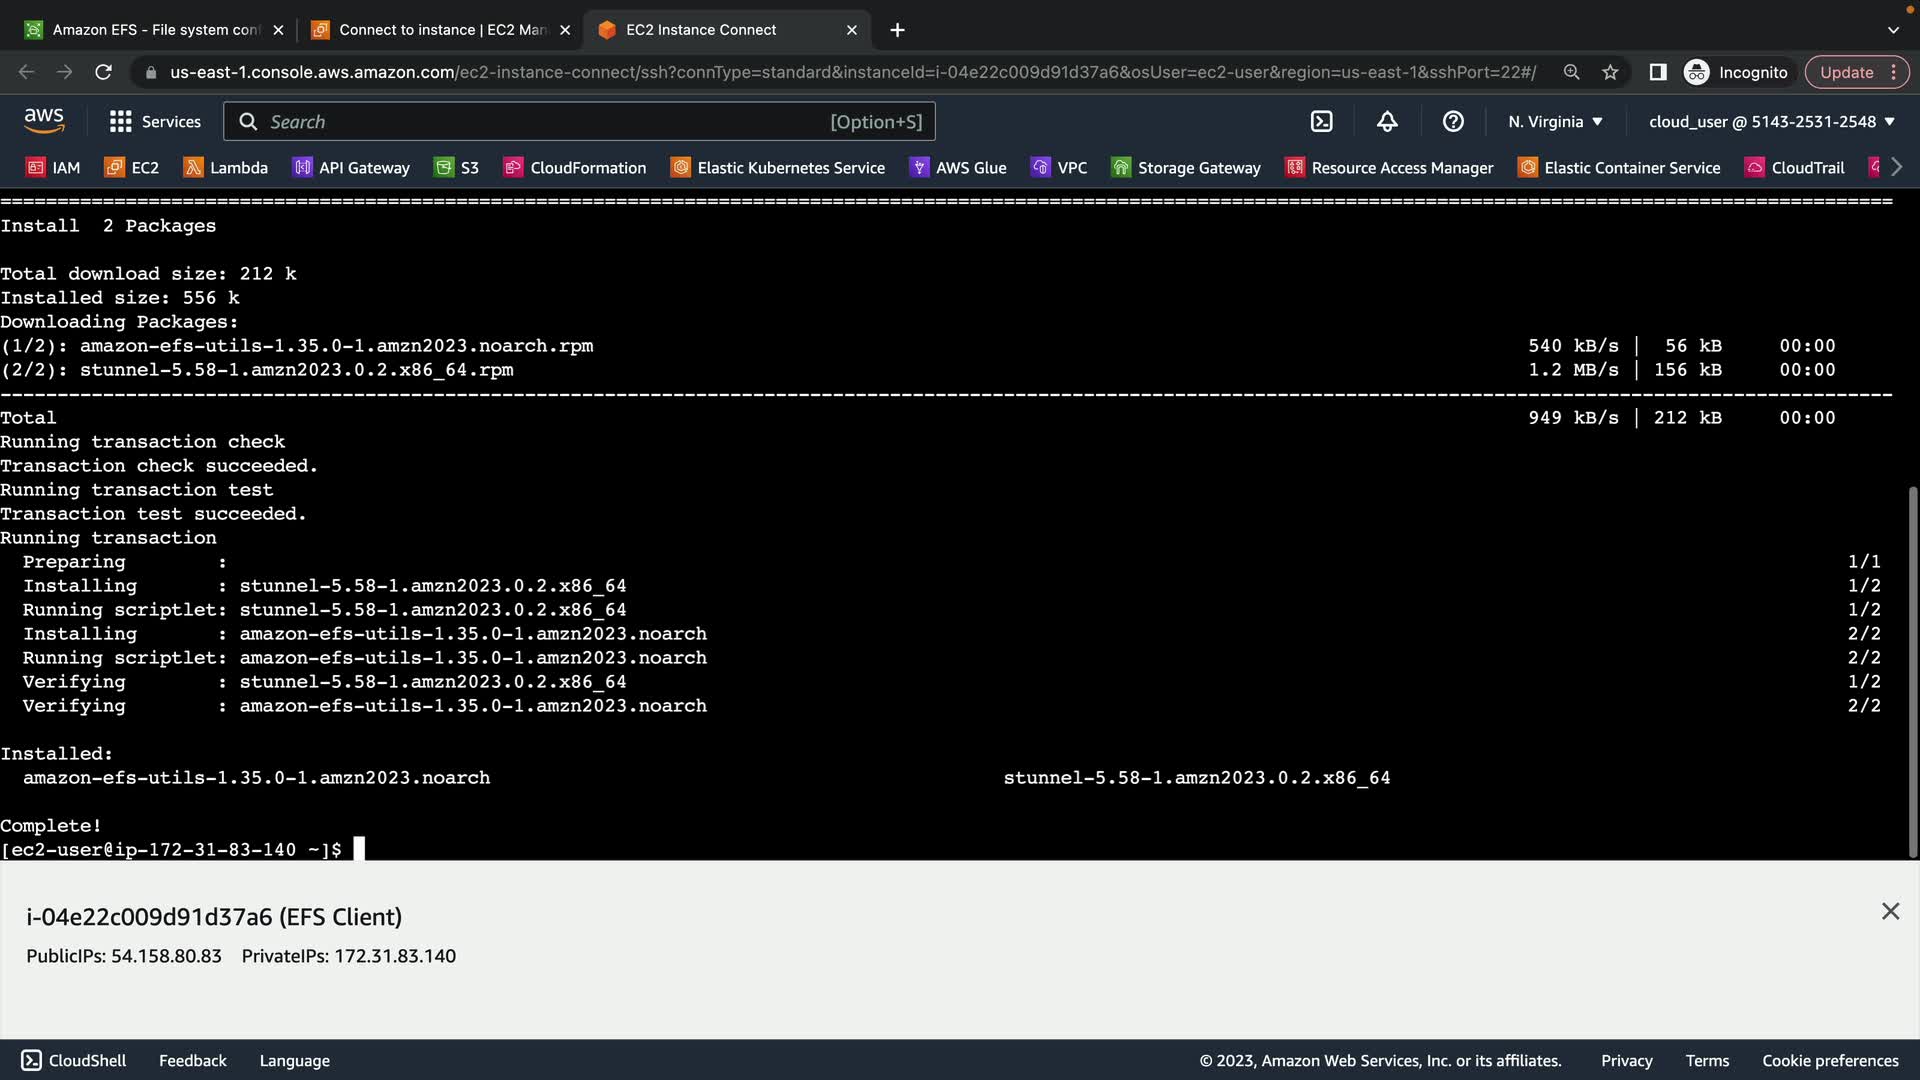 Amazon EFS - File system con
Connect to instance | EC2 Man
EC2 Instance Connect
us-east-1.console.aws.amazon.com/ec2-instance-connect/ssh?connType=standard&instanceId=i-04e22c009d91d37a6&osUser=ec2-user&region=us-east-1&sshPort=22#/
Incognito
Update
aws
Services
Search
[Option+S]
N. Virginia
cloud_user @ 5143-2531-2548
IAM
EC2
Lambda
API Gateway
S3
CloudFormation
Elastic Kubernetes Service
AWS Glue
VPC
Storage Gateway
Resource Access Manager
Elastic Container Service
CloudTrail
Install  2 Packages
Total download size: 212 k
Installed size: 556 k
Downloading Packages:
(1/2): amazon-efs-utils-1.35.0-1.amzn2023.noarch.rpm 540 kB/s | 56 kB 00:00
(2/2): stunnel-5.58-1.amzn2023.0.2.x86_64.rpm 1.2 MB/s | 156 kB 00:00
Total 949 kB/s | 212 kB 00:00
Running transaction check
Transaction check succeeded.
Running transaction test
Transaction test succeeded.
Running transaction
Preparing : 1/1
Installing : stunnel-5.58-1.amzn2023.0.2.x86_64 1/2
Running scriptlet: stunnel-5.58-1.amzn2023.0.2.x86_64 1/2
Installing : amazon-efs-utils-1.35.0-1.amzn2023.noarch 2/2
Running scriptlet: amazon-efs-utils-1.35.0-1.amzn2023.noarch 2/2
Verifying : stunnel-5.58-1.amzn2023.0.2.x86_64 1/2
Verifying : amazon-efs-utils-1.35.0-1.amzn2023.noarch 2/2
Installed:
amazon-efs-utils-1.35.0-1.amzn2023.noarch stunnel-5.58-1.amzn2023.0.2.x86_64
Complete!
[ec2-user@ip-172-31-83-140 ~]$
i-04e22c009d91d37a6 (EFS Client)
PublicIPs: 54.158.80.83 PrivateIPs: 172.31.83.140
CloudShell
Feedback
Language
© 2023, Amazon Web Services, Inc. or its affiliates.
Privacy
Terms
Cookie preferences